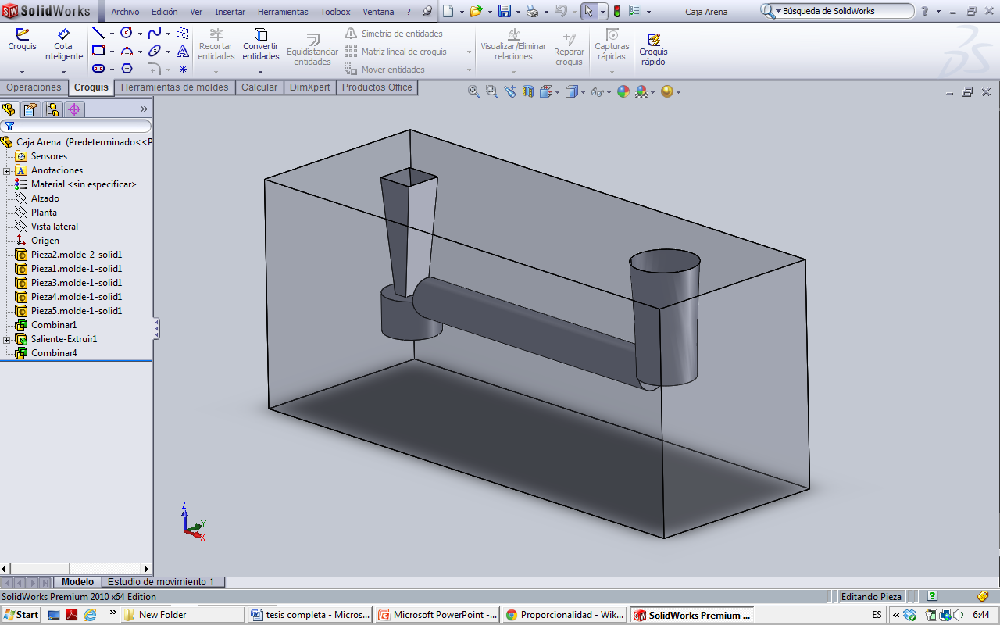 SW SolidWorks Archivo Edición Ver Insertar Herramientas Toolbox Ventana ? Caja Arena Búsqueda de SolidWorks ?
Croquis Cota inteligente Recortar entidades Convertir entidades Equidistanciar entidades Simetría de entidades Matriz lineal de croquis Mover entidades Visualizar/Eliminar relaciones Reparar croquis Capturas rápidas Croquis rápido
Operaciones Croquis Herramientas de moldes Calcular DimXpert Productos Office
Caja Arena (Predeterminado<<P
Sensores
A Anotaciones
Material <sin especificar>
Alzado
Planta
Vista lateral
Origen
Pieza2.molde-2-solid1
Pieza1.molde-1-solid1
Pieza3.molde-1-solid1
Pieza4.molde-1-solid1
Pieza5.molde-1-solid1
Combinar1
Saliente-Extruir1
Combinar4
Z
Y
X
Modelo Estudio de movimiento 1
SolidWorks Premium 2010 x64 Edition Editando Pieza ?
Start » New Folder tesis completa - Micros... Microsoft PowerPoint -... Proporcionalidad - Wik... SolidWorks Premium ... ES « 6:44